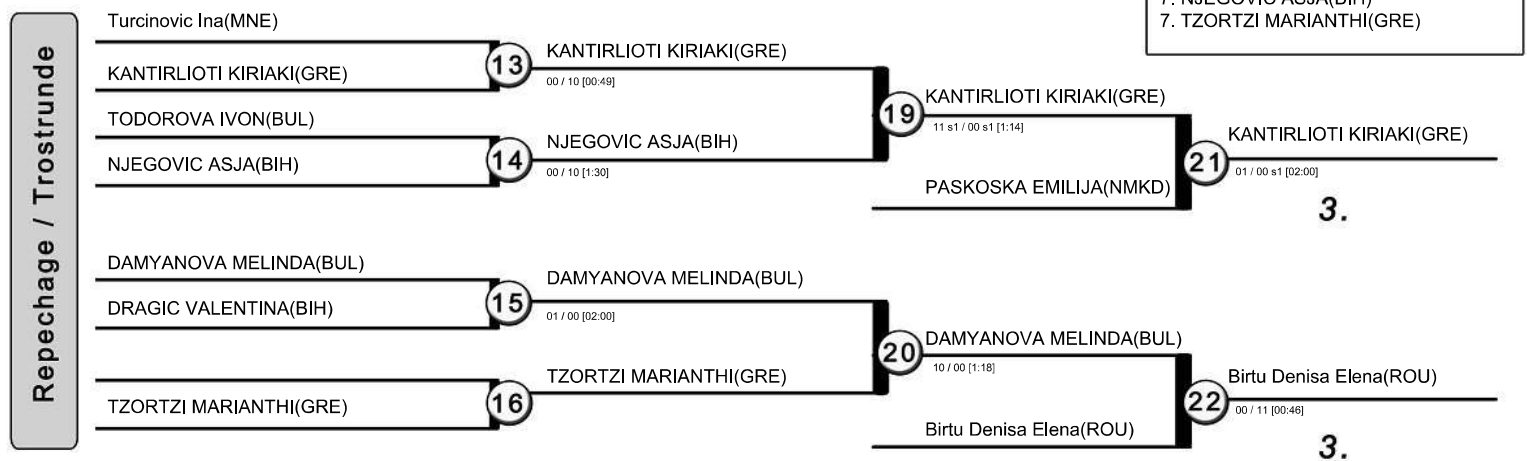 7. NJEGOVIC ASJA(BIH)
7. TZORTZI MARIANTHI(GRE)
Repechage / Trostrunde
Turcinovic Ina(MNE)
KANTIRLIOTI KIRIAKI(GRE)
13
KANTIRLIOTI KIRIAKI(GRE)
00 / 10 [00:49]
TODOROVA IVON(BUL)
NJEGOVIC ASJA(BIH)
14
NJEGOVIC ASJA(BIH)
00 / 10 [1:30]
19
KANTIRLIOTI KIRIAKI(GRE)
11 s1 / 00 s1 [1:14]
PASKOSKA EMILIJA(NMKD)
21
KANTIRLIOTI KIRIAKI(GRE)
01 / 00 s1 [02:00]
3.
DAMYANOVA MELINDA(BUL)
DRAGIC VALENTINA(BIH)
15
DAMYANOVA MELINDA(BUL)
01 / 00 [02:00]
TZORTZI MARIANTHI(GRE)
16
TZORTZI MARIANTHI(GRE)
20
DAMYANOVA MELINDA(BUL)
10 / 00 [1:18]
Birtu Denisa Elena(ROU)
22
Birtu Denisa Elena(ROU)
00 / 11 [00:46]
3.